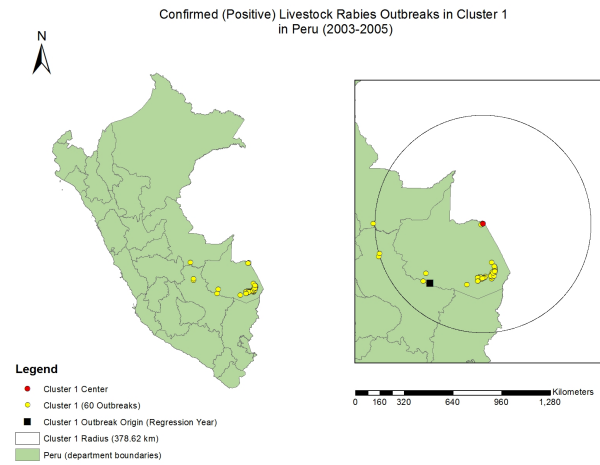 Confirmed (Positive) Livestock Rabies Outbreaks in Cluster 1
in Peru (2003-2005)
N
Legend
Cluster 1 Center
Cluster 1 (60 Outbreaks)
Cluster 1 Outbreak Origin (Regression Year)
Cluster 1 Radius (378.62 km)
Peru (department boundaries)
Kilometers
0 160 320 640 960 1,280